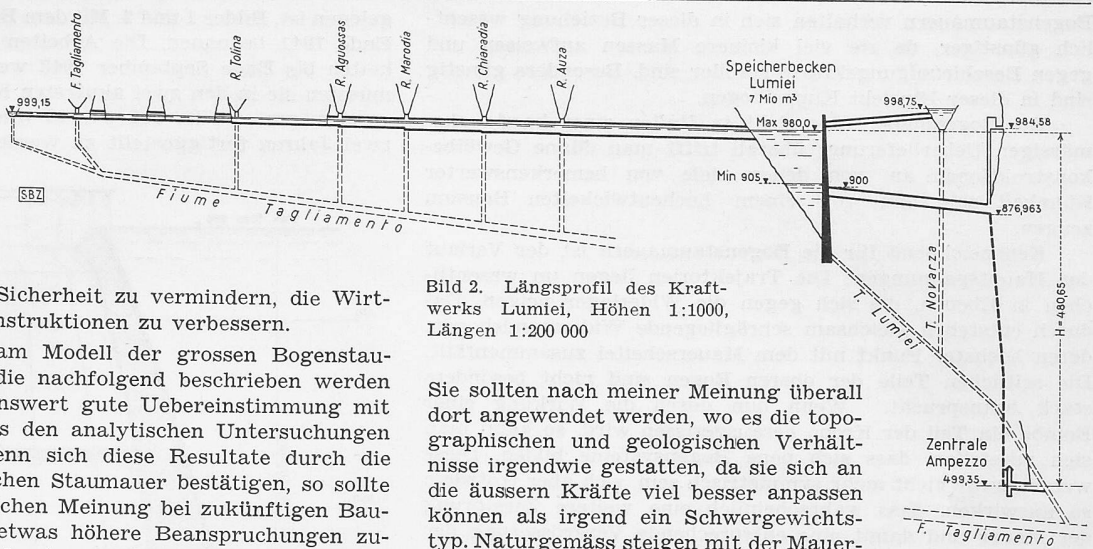 F. Tagliamento
R. Tolina
R. Aguossas
R. Marodia
R. Chiaradia
R. Auza
Speicherbecken
Lumiei
7 Mio m³
999,15
998,75
Max 980,0
984,58
Min 905
900
876,963
SBZ
Fiume Tagliamento
Lumiei
T. Novarza
H = 480,65
Zentrale
Ampezzo
499,35
F. Tagliamento
Bild 2. Längsprofil des Kraft-
werks Lumiei, Höhen 1:1000,
Längen 1:200 000
Sicherheit zu vermindern, die Wirt-
nstruktionen zu verbessern.
am Modell der grossen Bogenstau-
die nachfolgend beschrieben werden
nswert gute Uebereinstimmung mit
s den analytischen Untersuchungen
enn sich diese Resultate durch die
chen Staumauer bestätigen, so sollte
chen Meinung bei zukünftigen Bau-
etwas höhere Beanspruchungen zu-
Sie sollten nach meiner Meinung überall
dort angewendet werden, wo es die topo-
graphischen und geologischen Verhält-
nisse irgendwie gestatten, da sie sich an
die äussern Kräfte viel besser anpassen
können als irgend ein Schwergewichts-
typ. Naturgemäss steigen mit der Mauer-